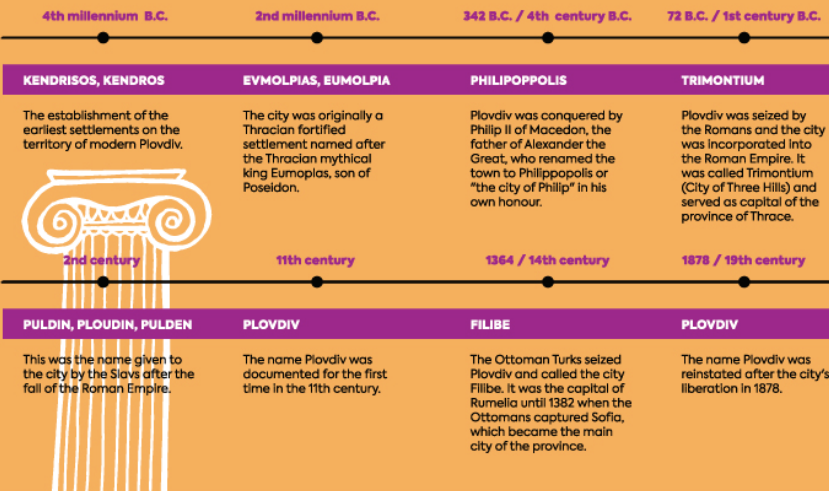 4th millennium B.C.
2nd millennium B.C.
342 B.C. / 4th century B.C.
72 B.C. / 1st century B.C.
KENDRISOS, KENDROS
EVMOLPIAS, EUMOLPIA
PHILIPOPPOLIS
TRIMONTIUM
The establishment of the
earliest settlements on the
territory of modern Plovdiv.
The city was originally a
Thracian fortified
settlement named after
the Thracian mythical
king Eumoplas, son of
Poseidon.
Plovdiv was conquered by
Philip II of Macedon, the
father of Alexander the
Great, who renamed the
town to Philippopolis or
"the city of Philip" in his
own honour.
Plovdiv was seized by
the Romans and the city
was incorporated into
the Roman Empire. It
was called Trimontium
(City of Three Hills) and
served as capital of the
province of Thrace.
2nd century
11th century
1364 / 14th century
1878 / 19th century
PULDIN, PLOUDIN, PULDEN
PLOVDIV
FILIBE
PLOVDIV
This was the name given to
the city by the Slavs after the
fall of the Roman Empire.
The name Plovdiv was
documented for the first
time in the 11th century.
The Ottoman Turks seized
Plovdiv and called the city
Filibe. It was the capital of
Rumelia until 1382 when the
Ottomans captured Sofia,
which became the main
city of the province.
The name Plovdiv was
reinstated after the city's
liberation in 1878.